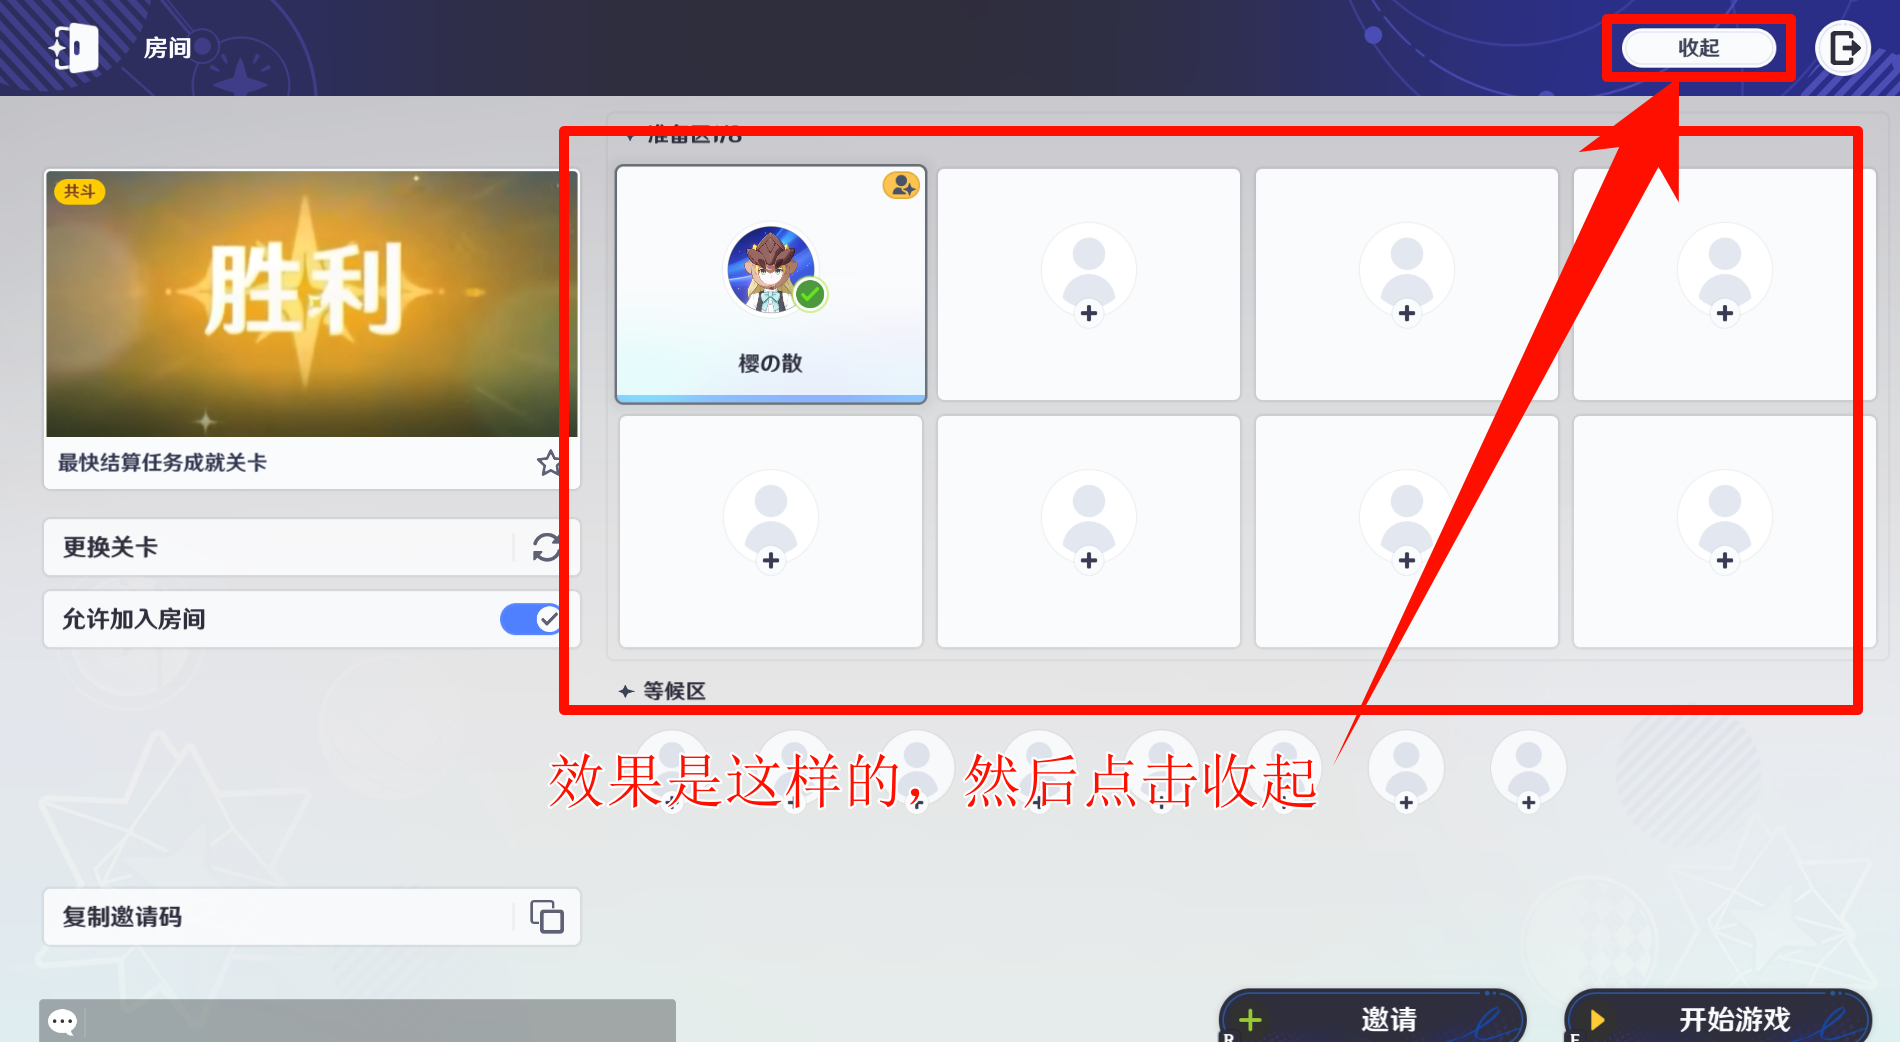 房间
收起
准备区1/8
共斗
胜利
樱の散
最快结算任务成就关卡
更换关卡
允许加入房间
等候区
效果是这样的，然后点击收起
复制邀请码
邀请
R
开始游戏
F